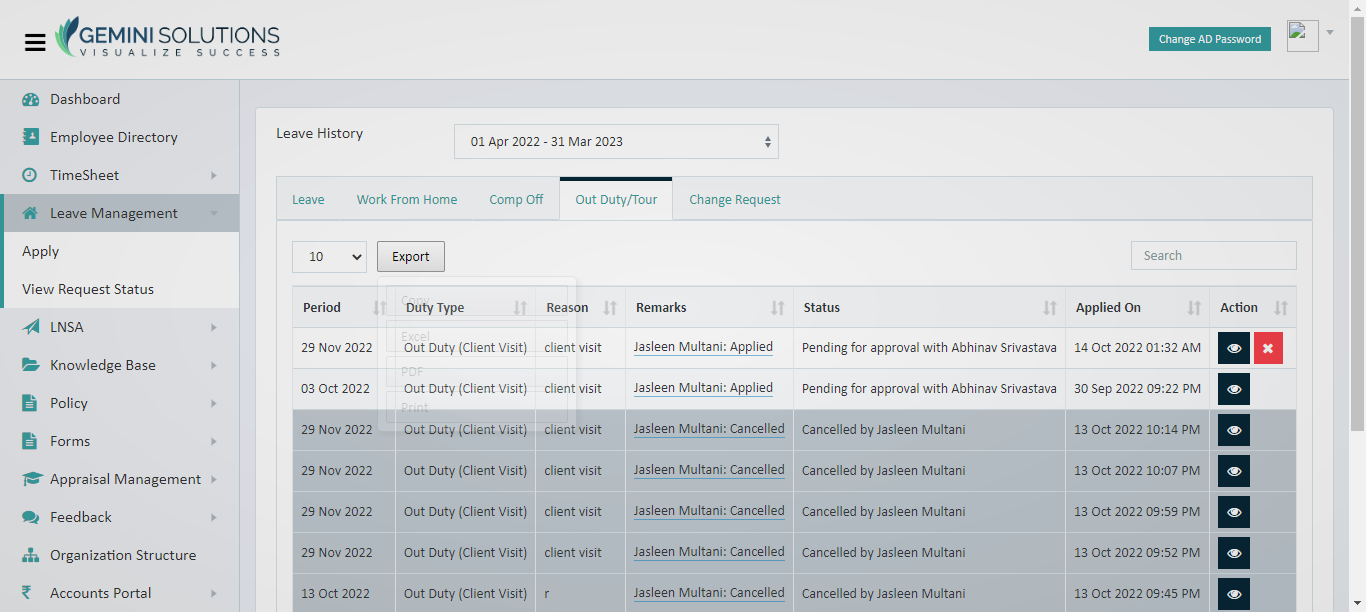 GEMINI SOLUTIONS
VISUALIZE SUCCESS
Change AD Password
Dashboard
Employee Directory
TimeSheet
Leave Management
Apply
View Request Status
LNSA
Knowledge Base
Policy
Forms
Appraisal Management
Feedback
Organization Structure
Accounts Portal
Leave History
01 Apr 2022 - 31 Mar 2023
Leave Work From Home Comp Off Out Duty/Tour Change Request
10 Export Search
Copy
Excel
PDF
Print
Period Duty Type Reason Remarks Status Applied On Action
29 Nov 2022 Out Duty (Client Visit) client visit Jasleen Multani: Applied Pending for approval with Abhinav Srivastava 14 Oct 2022 01:32 AM
03 Oct 2022 Out Duty (Client Visit) client visit Jasleen Multani: Applied Pending for approval with Abhinav Srivastava 30 Sep 2022 09:22 PM
29 Nov 2022 Out Duty (Client Visit) client visit Jasleen Multani: Cancelled Cancelled by Jasleen Multani 13 Oct 2022 10:14 PM
29 Nov 2022 Out Duty (Client Visit) client visit Jasleen Multani: Cancelled Cancelled by Jasleen Multani 13 Oct 2022 10:07 PM
29 Nov 2022 Out Duty (Client Visit) client visit Jasleen Multani: Cancelled Cancelled by Jasleen Multani 13 Oct 2022 09:59 PM
29 Nov 2022 Out Duty (Client Visit) client visit Jasleen Multani: Cancelled Cancelled by Jasleen Multani 13 Oct 2022 09:52 PM
13 Oct 2022 Out Duty (Client Visit) r Jasleen Multani: Cancelled Cancelled by Jasleen Multani 13 Oct 2022 09:45 PM